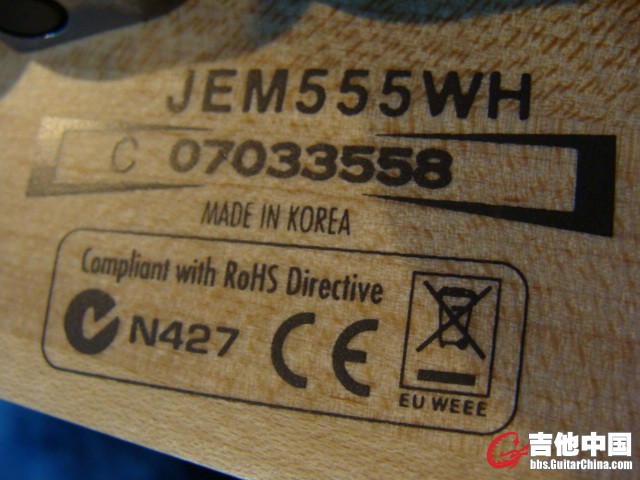 JEM555WH
C 07033558
MADE IN KOREA
Compliant with RoHS Directive
N427 CE
EU WEEE
吉他中国
bbs.GuitarChina.com